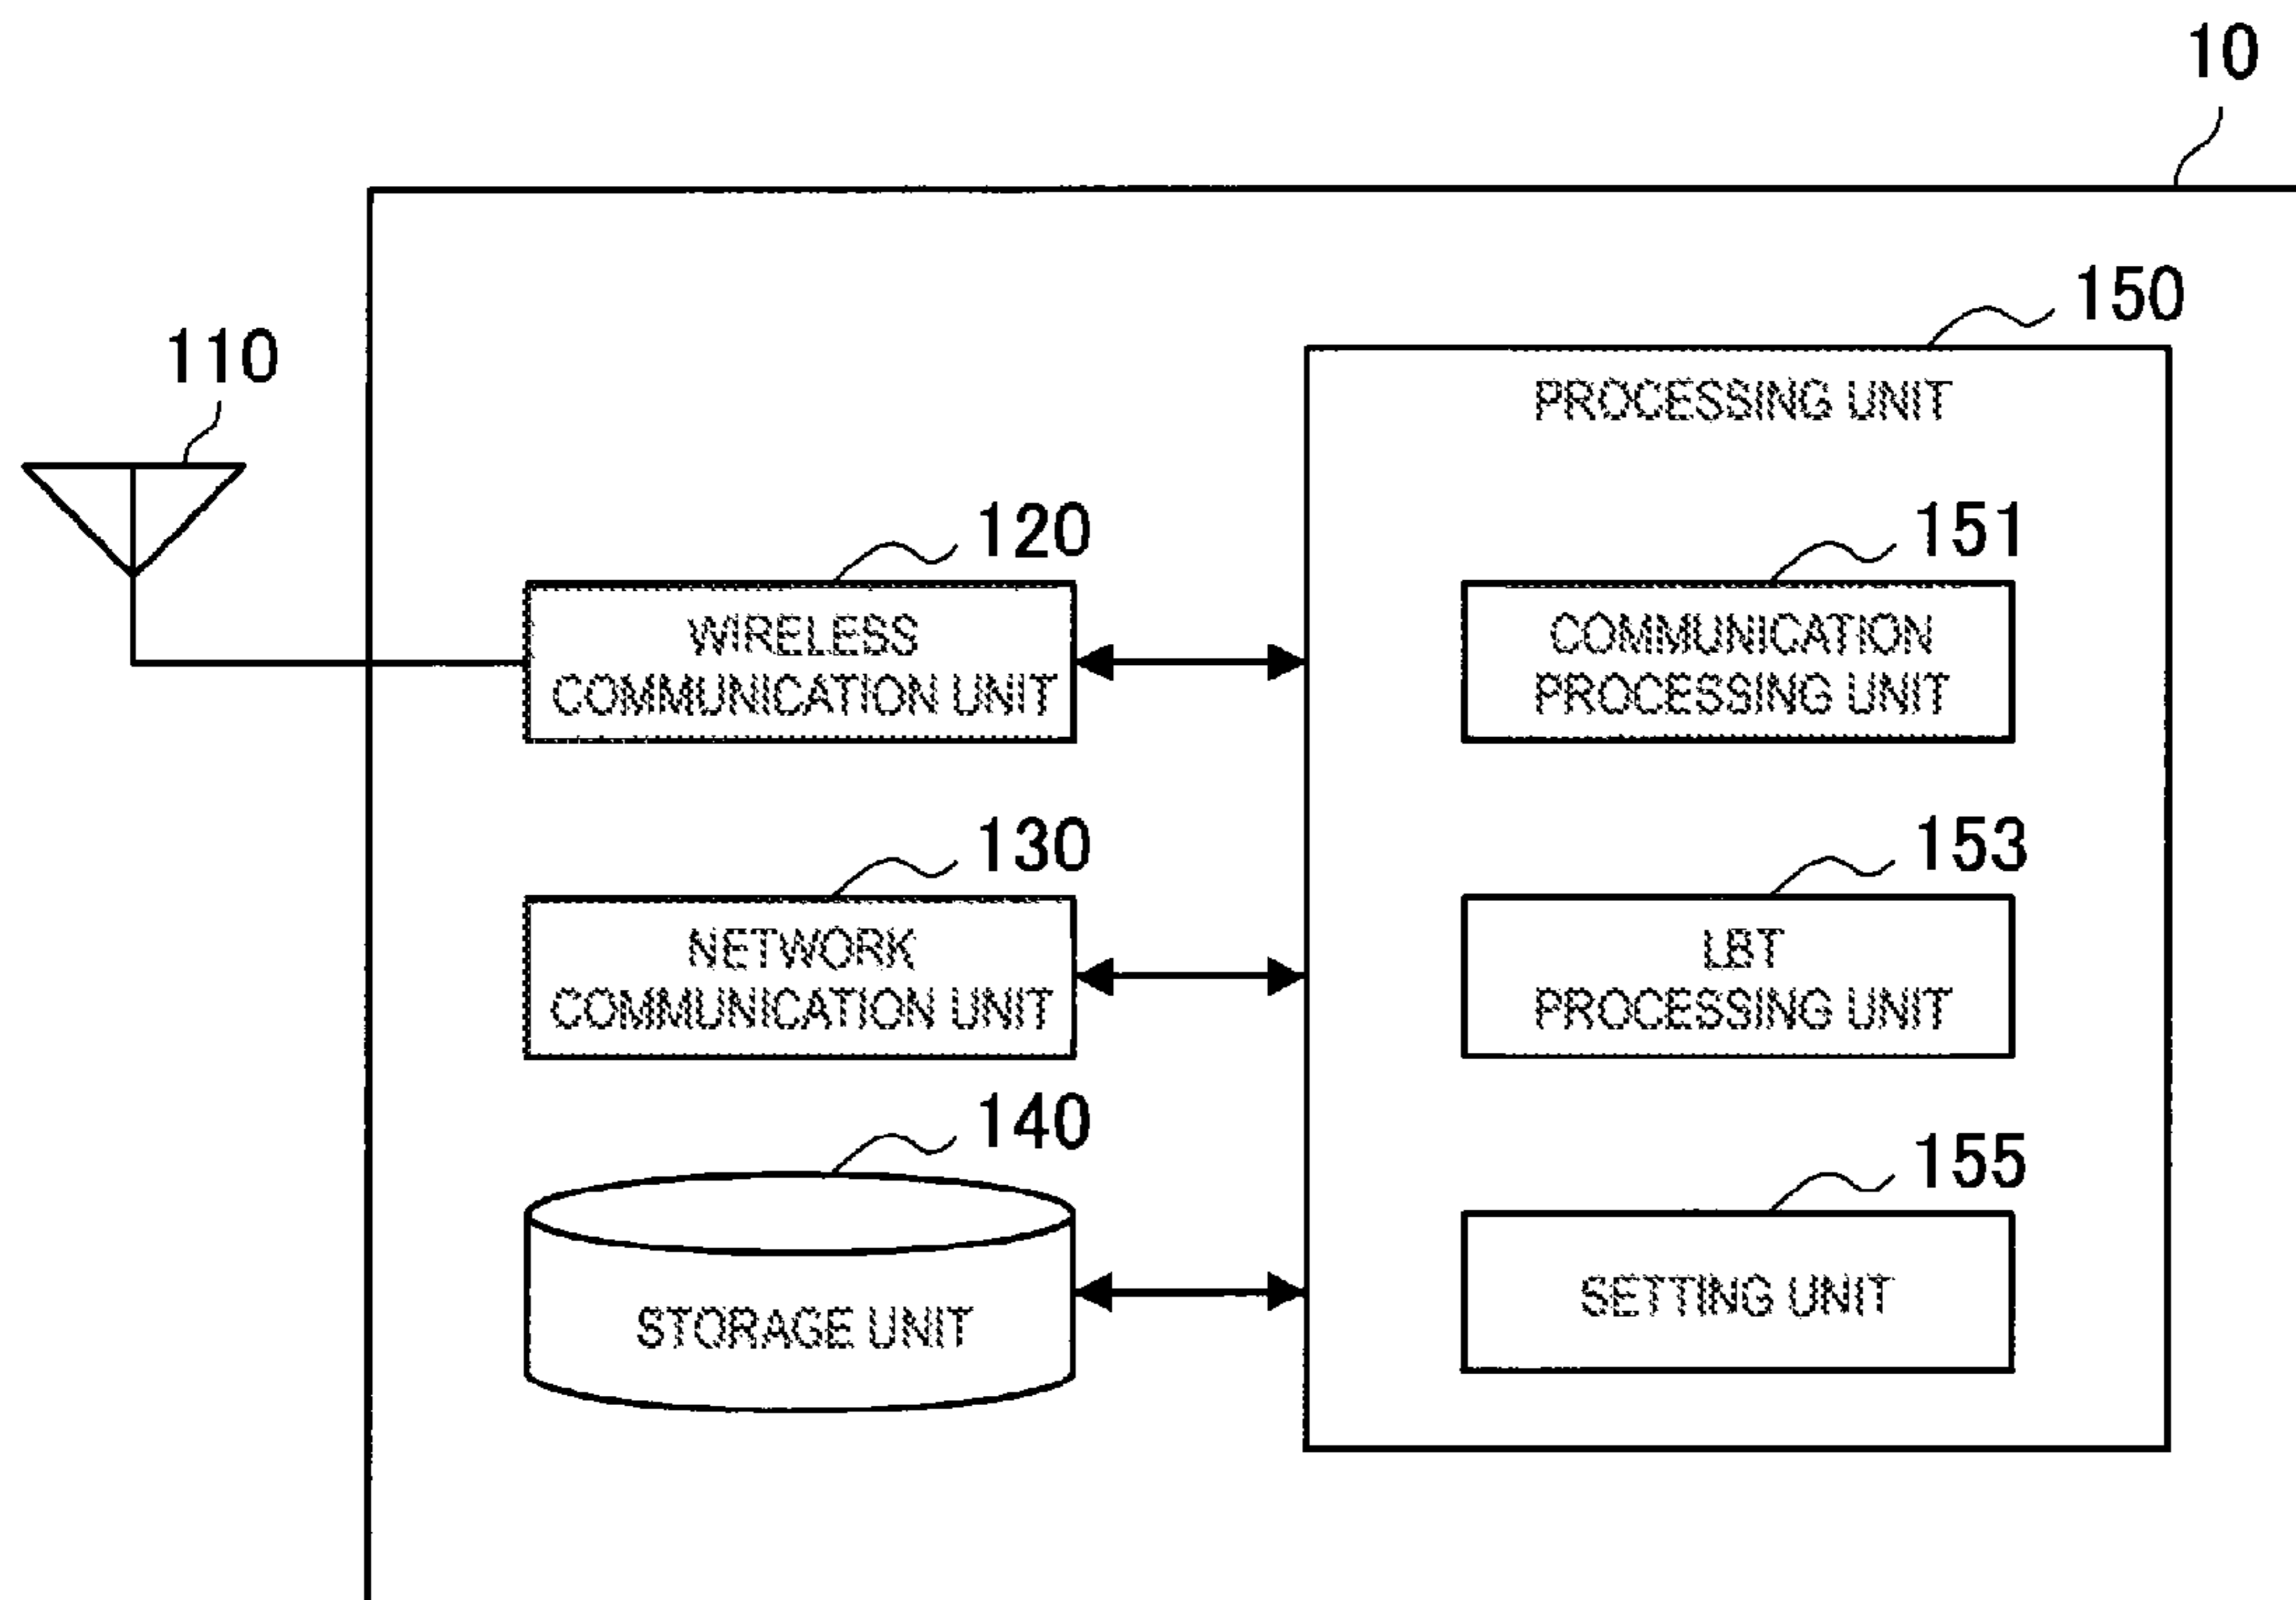 10
150
110
PROCESSING UNIT
120
151
WIRELESS
COMMUNICATION UNIT
COMMUNICATION
PROCESSING UNIT
130
153
NETWORK
COMMUNICATION UNIT
LBT
PROCESSING UNIT
140
155
STORAGE UNIT
SETTING UNIT